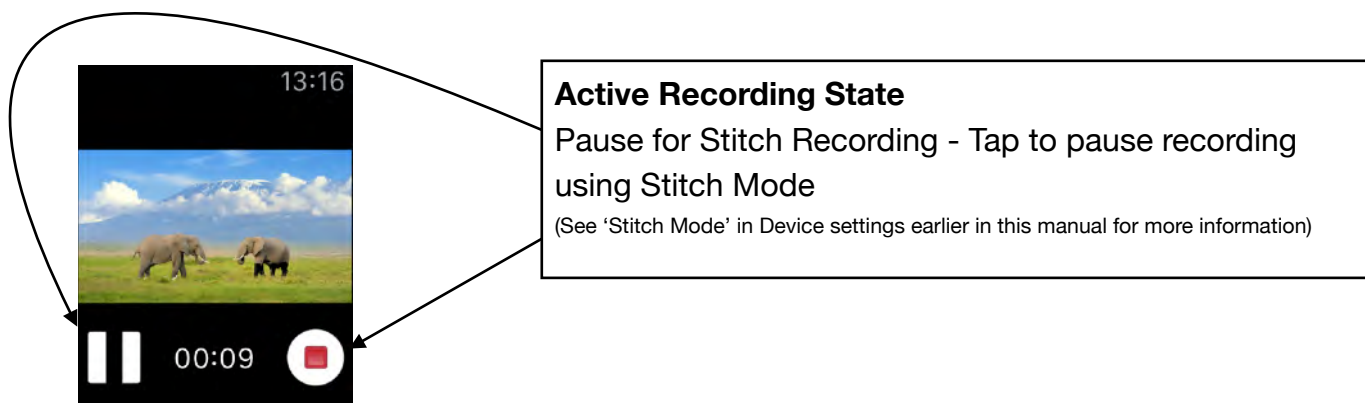 13:16
00:09
Active Recording State
Pause for Stitch Recording - Tap to pause recording
using Stitch Mode
(See ‘Stitch Mode’ in Device settings earlier in this manual for more information)